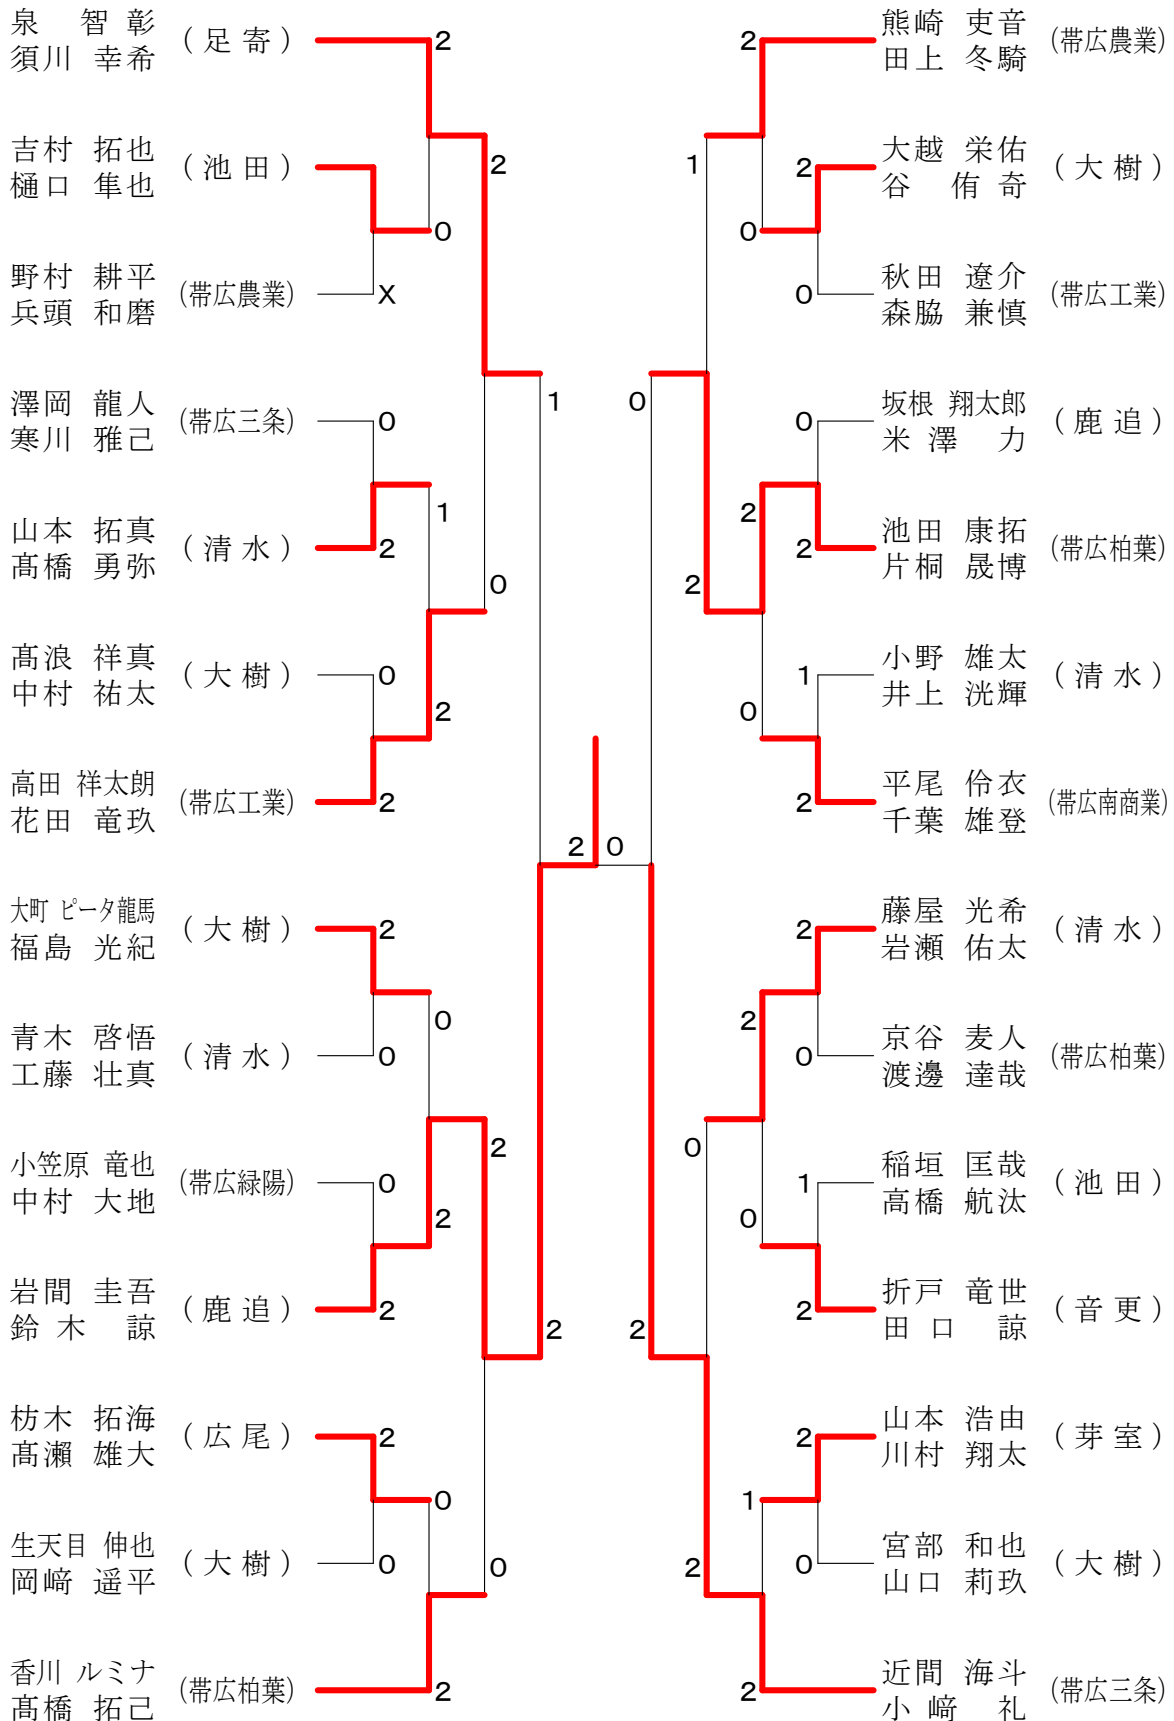 泉 智彰
須川 幸希
(足寄)
2
吉村 拓也
樋口 隼也
(池田)
0
2
野村 耕平
兵頭 和磨
(帯広農業)
X
澤岡 龍人
寒川 雅己
(帯広三条)
0
1
山本 拓真
髙橋 勇弥
(清水)
2
1
0
髙浪 祥真
中村 祐太
(大樹)
0
2
高田 祥太朗
花田 竜玖
(帯広工業)
2
2 0
大町 ピータ龍馬
福島 光紀
(大樹)
2
0
青木 啓悟
工藤 壮真
(清水)
0
2
小笠原 竜也
中村 大地
(帯広緑陽)
0
2
岩間 圭吾
鈴木 諒
(鹿追)
2
2
枋木 拓海
髙瀨 雄大
(広尾)
2
0
生天目 伸也
岡﨑 遥平
(大樹)
0
0
香川 ルミナ
髙橋 拓己
(帯広柏葉)
2
2
熊崎 吏音
田上 冬騎
(帯広農業)
1
2
大越 栄佑
谷 侑奇
(大樹)
0
0
秋田 遼介
森脇 兼慎
(帯広工業)
0
0
坂根 翔太郎
米澤 力
(鹿追)
2
2
池田 康拓
片桐 晟博
(帯広柏葉)
2
1
小野 雄太
井上 洸輝
(清水)
0
2
平尾 伶衣
千葉 雄登
(帯広南商業)
2
藤屋 光希
岩瀬 佑太
(清水)
2
0
京谷 麦人
渡邊 達哉
(帯広柏葉)
0
1
稲垣 匡哉
高橋 航汰
(池田)
0
2
折戸 竜世
田口 諒
(音更)
2
2
山本 浩由
川村 翔太
(芽室)
1
0
宮部 和也
山口 莉玖
(大樹)
2
2
近間 海斗
小﨑 礼
(帯広三条)